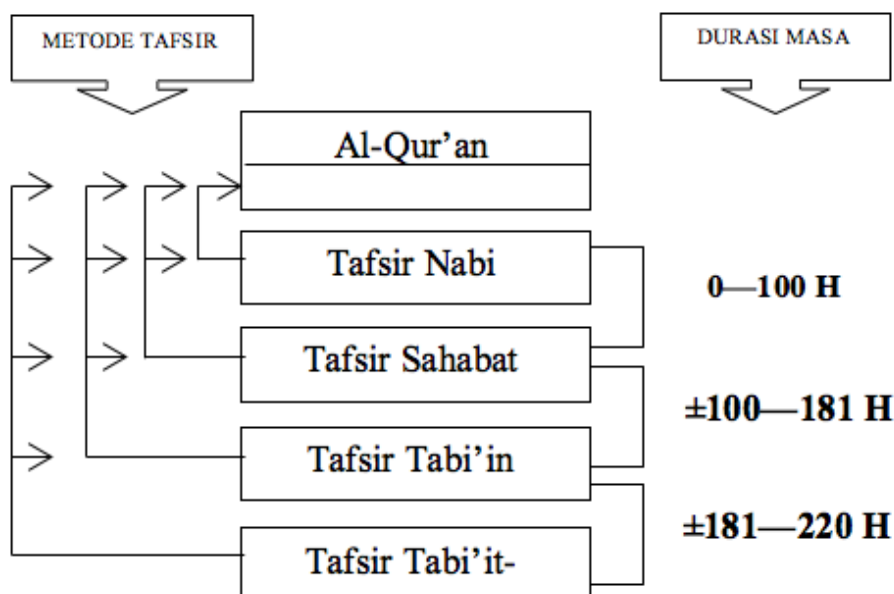 METODE TAFSIR
DURASI MASA
Al-Qur’an
Tafsir Nabi
0—100 H
Tafsir Sahabat
±100—181 H
Tafsir Tabi’in
±181—220 H
Tafsir Tabi’it-